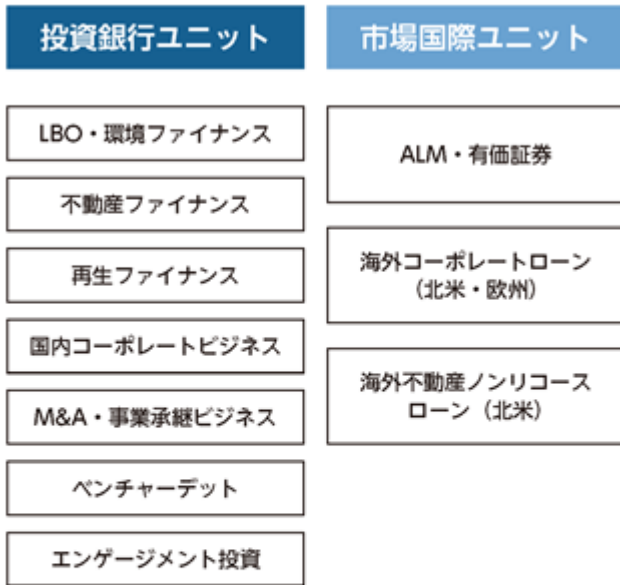 投資銀行ユニット
LBO・環境ファイナンス
不動産ファイナンス
再生ファイナンス
国内コーポレートビジネス
M&A・事業承継ビジネス
ベンチャーデット
エンゲージメント投資
市場国際ユニット
ALM・有価証券
海外コーポレートローン
（北米・欧州）
海外不動産ノンリコース
ローン（北米）